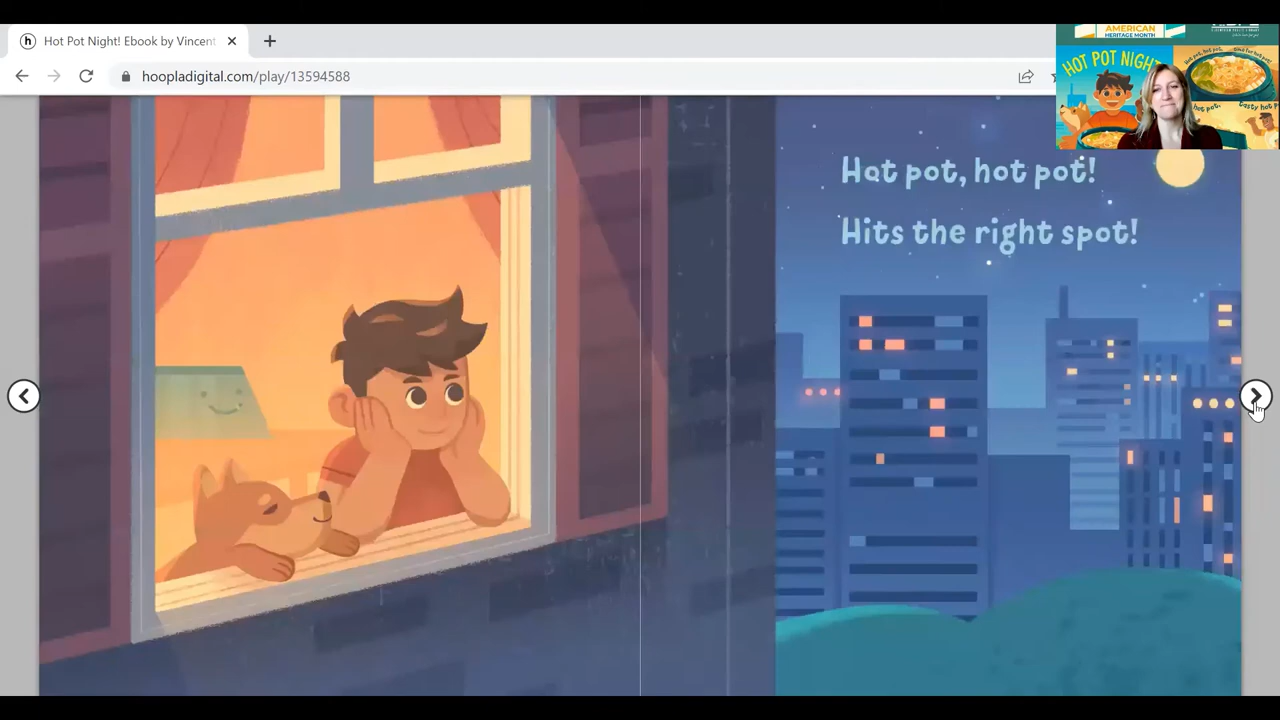 Hot Pot Night! Ebook by Vincent
hoopladigital.com/play/13594588
AMERICAN
HERITAGE MONTH
HOT POT NIGHT
hot pot.
Hot pot, hot pot!
Hits the right spot!